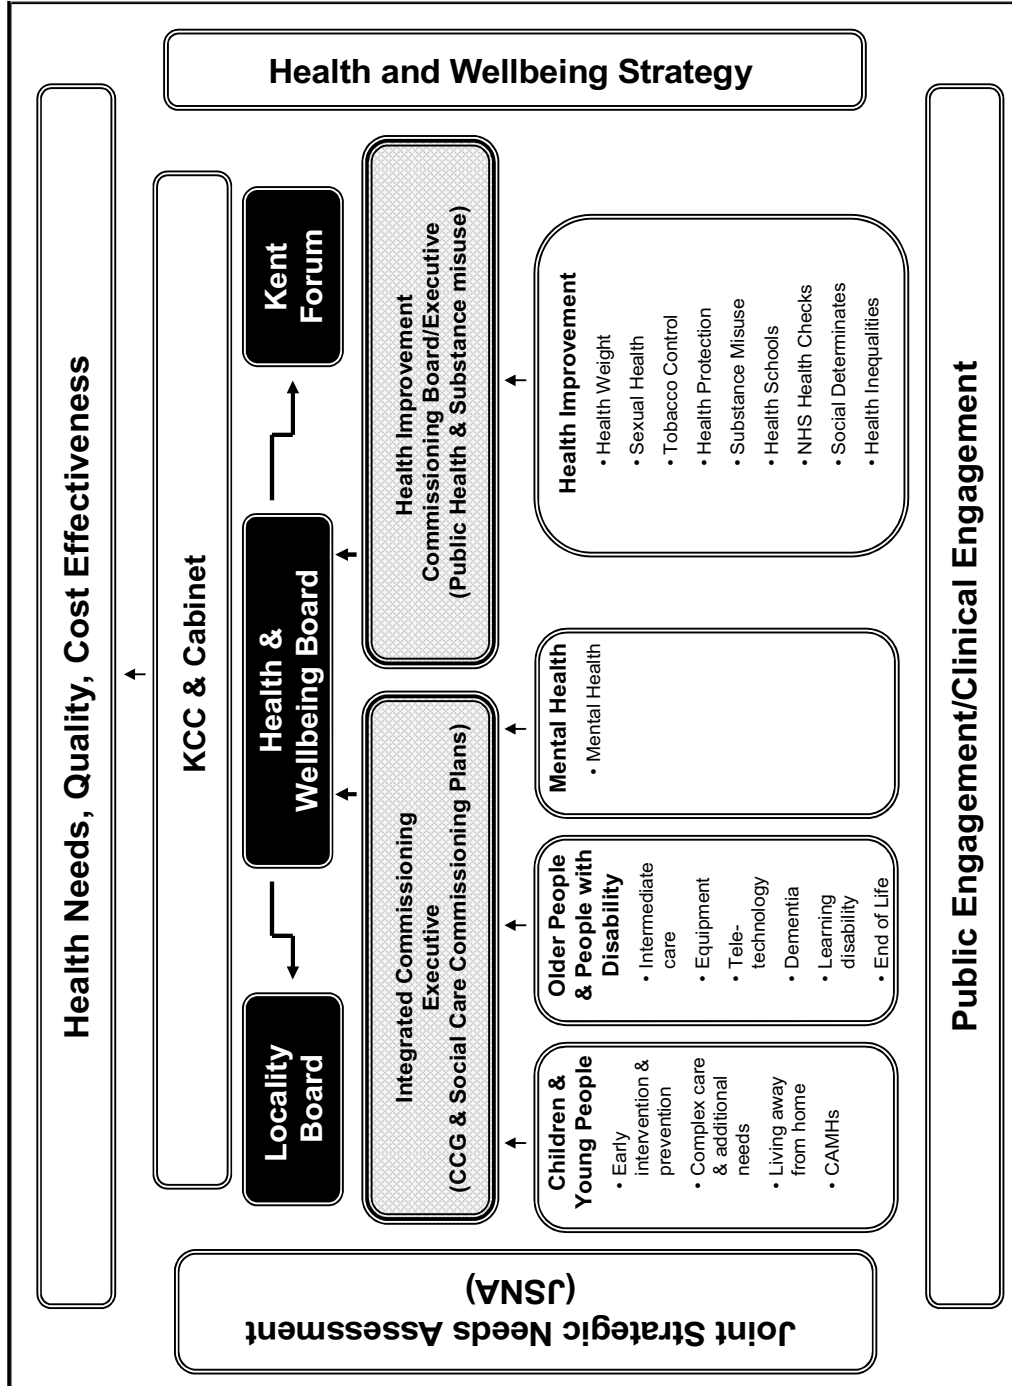 Health Needs, Quality, Cost Effectiveness
KCC & Cabinet
Locality
Board
Health &
Wellbeing Board
Kent
Forum
Integrated Commissioning
Executive
(CCG & Social Care Commissioning Plans)
Health Improvement
Commissioning Board/Executive
(Public Health & Substance misuse)
Joint Strategic Needs Assessment
(JSNA)
Health and Wellbeing Strategy
Children &
Young People
• Early
intervention &
prevention
• Complex care
& additional
needs
• Living away
from home
• CAMHs
Older People
& People with
Disability
• Intermediate
care
• Equipment
• Tele-
technology
• Dementia
• Learning
disability
• End of Life
Mental Health
• Mental Health
Health Improvement
• Health Weight
• Sexual Health
• Tobacco Control
• Health Protection
• Substance Misuse
• Health Schools
• NHS Health Checks
• Social Determinates
• Health Inequalities
Public Engagement/Clinical Engagement